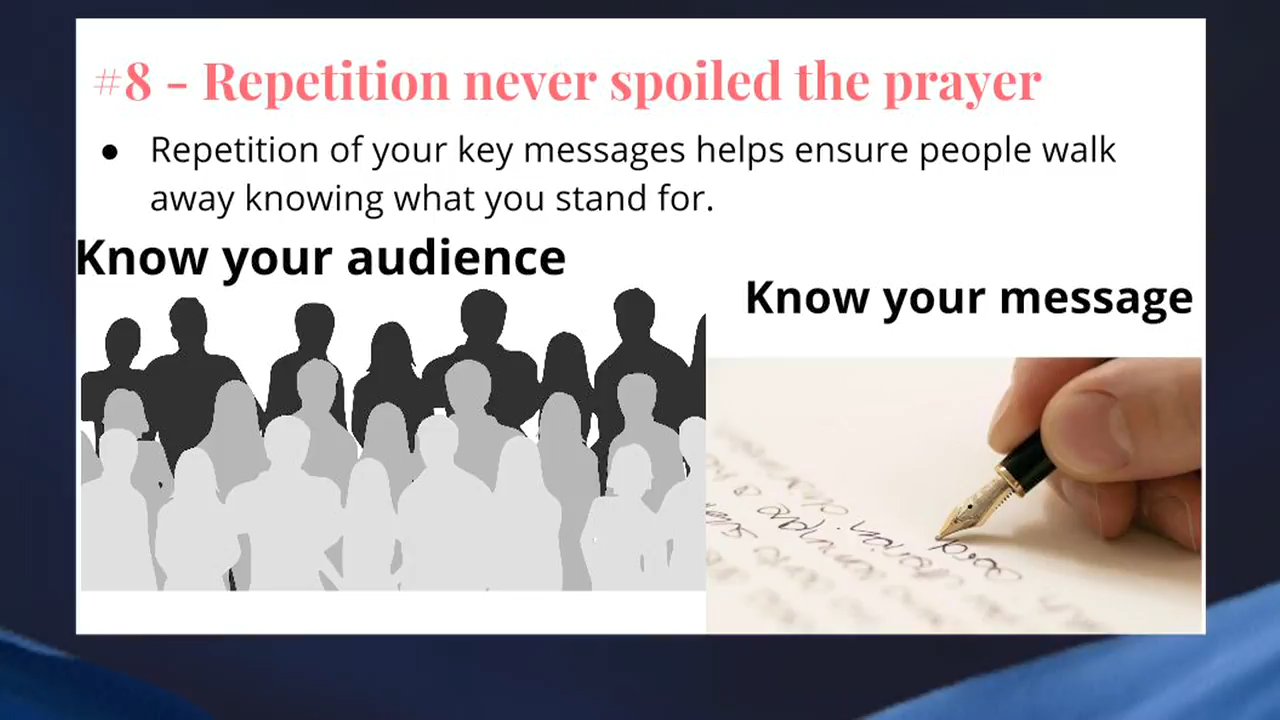 #8 - Repetition never spoiled the prayer
● Repetition of your key messages helps ensure people walk
away knowing what you stand for.
Know your audience
Know your message